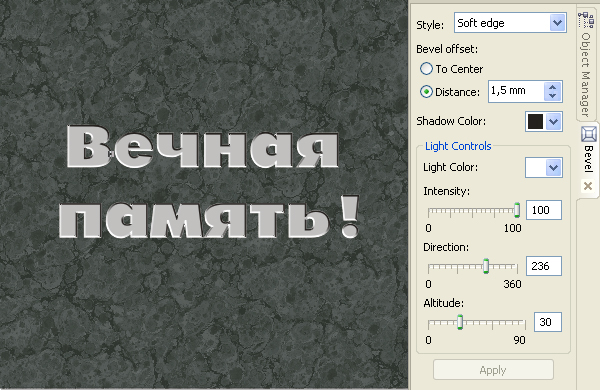 Вечная
память!
Style: Soft edge
Bevel offset:
To Center
Distance: 1,5 mm
Shadow Color:
Light Controls
Light Color:
Intensity:
100
0 100
Direction:
236
0 360
Altitude:
30
0 90
Apply
Object Manager
Bevel